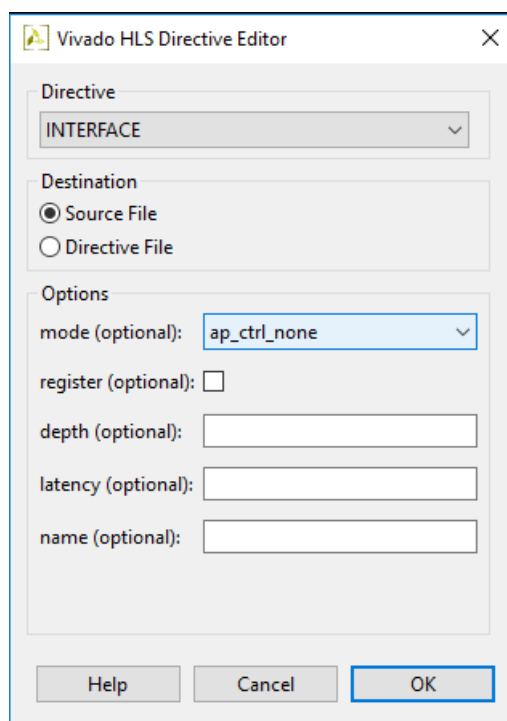 Vivado HLS Directive Editor
Directive
INTERFACE
Destination
Source File
Directive File
Options
mode (optional): ap_ctrl_none
register (optional):
depth (optional):
latency (optional):
name (optional):
Help Cancel OK